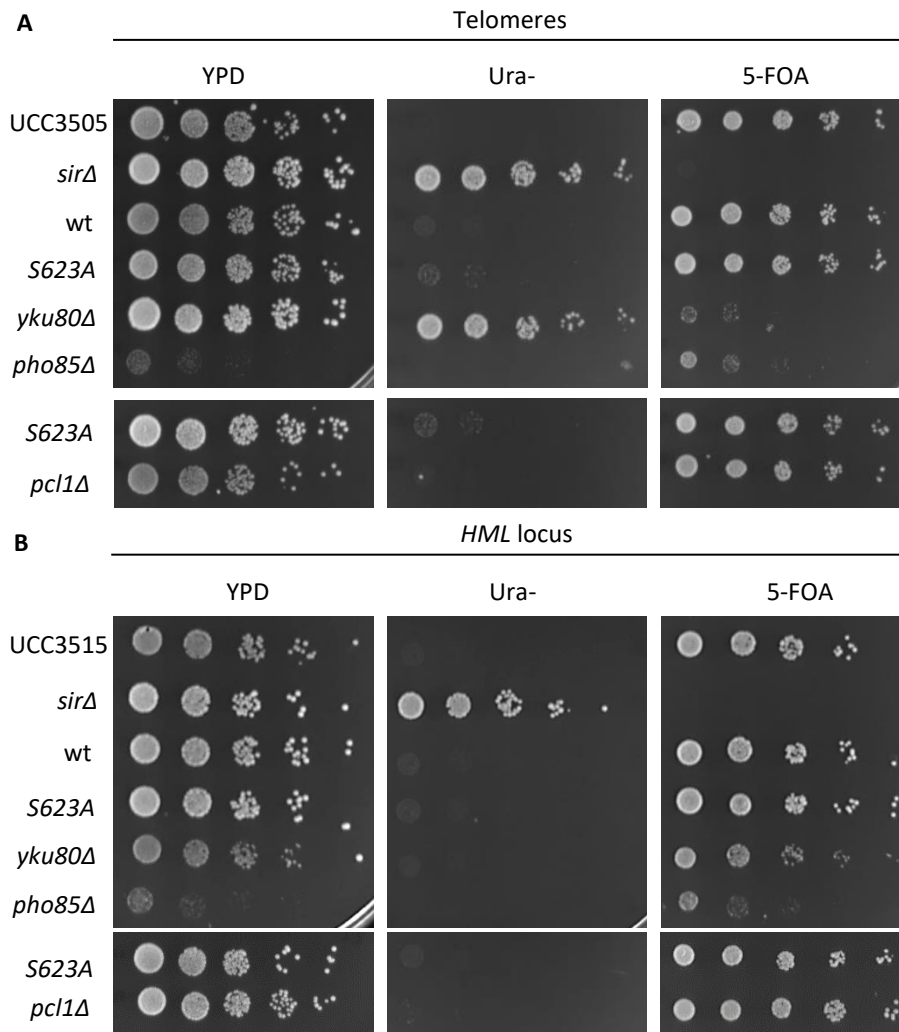 A
Telomeres
YPD Ura- 5-FOA
UCC3505
sirΔ
wt
S623A
yku80Δ
pho85Δ
S623A
pcl1Δ
B
HML locus
YPD Ura- 5-FOA
UCC3515
sirΔ
wt
S623A
yku80Δ
pho85Δ
S623A
pcl1Δ